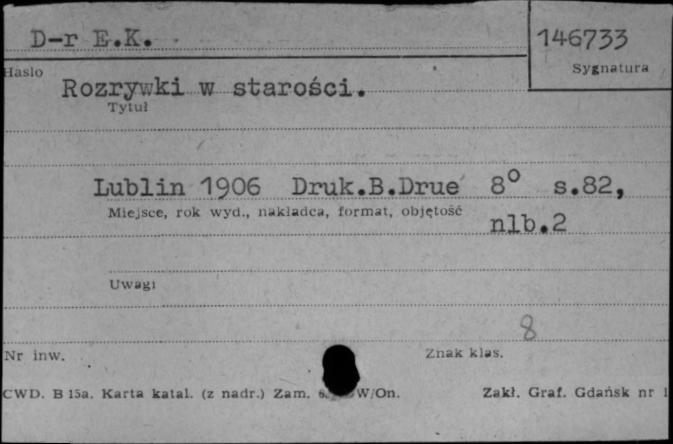 D-r E.K.
146733
Hasło
Sygnatura
Rozrywki w starości.
Tytuł
Lublin 1906 Druk.B.Drue 8° s.82,
Miejsce, rok wyd., nakładca, format, objętość
nlb.2
Uwagi
8
Nr inw.
Znak klas.
CWD. B 15a. Karta katal. (z nadr.) Zam. W/On.
Zakł. Graf. Gdańsk nr 1